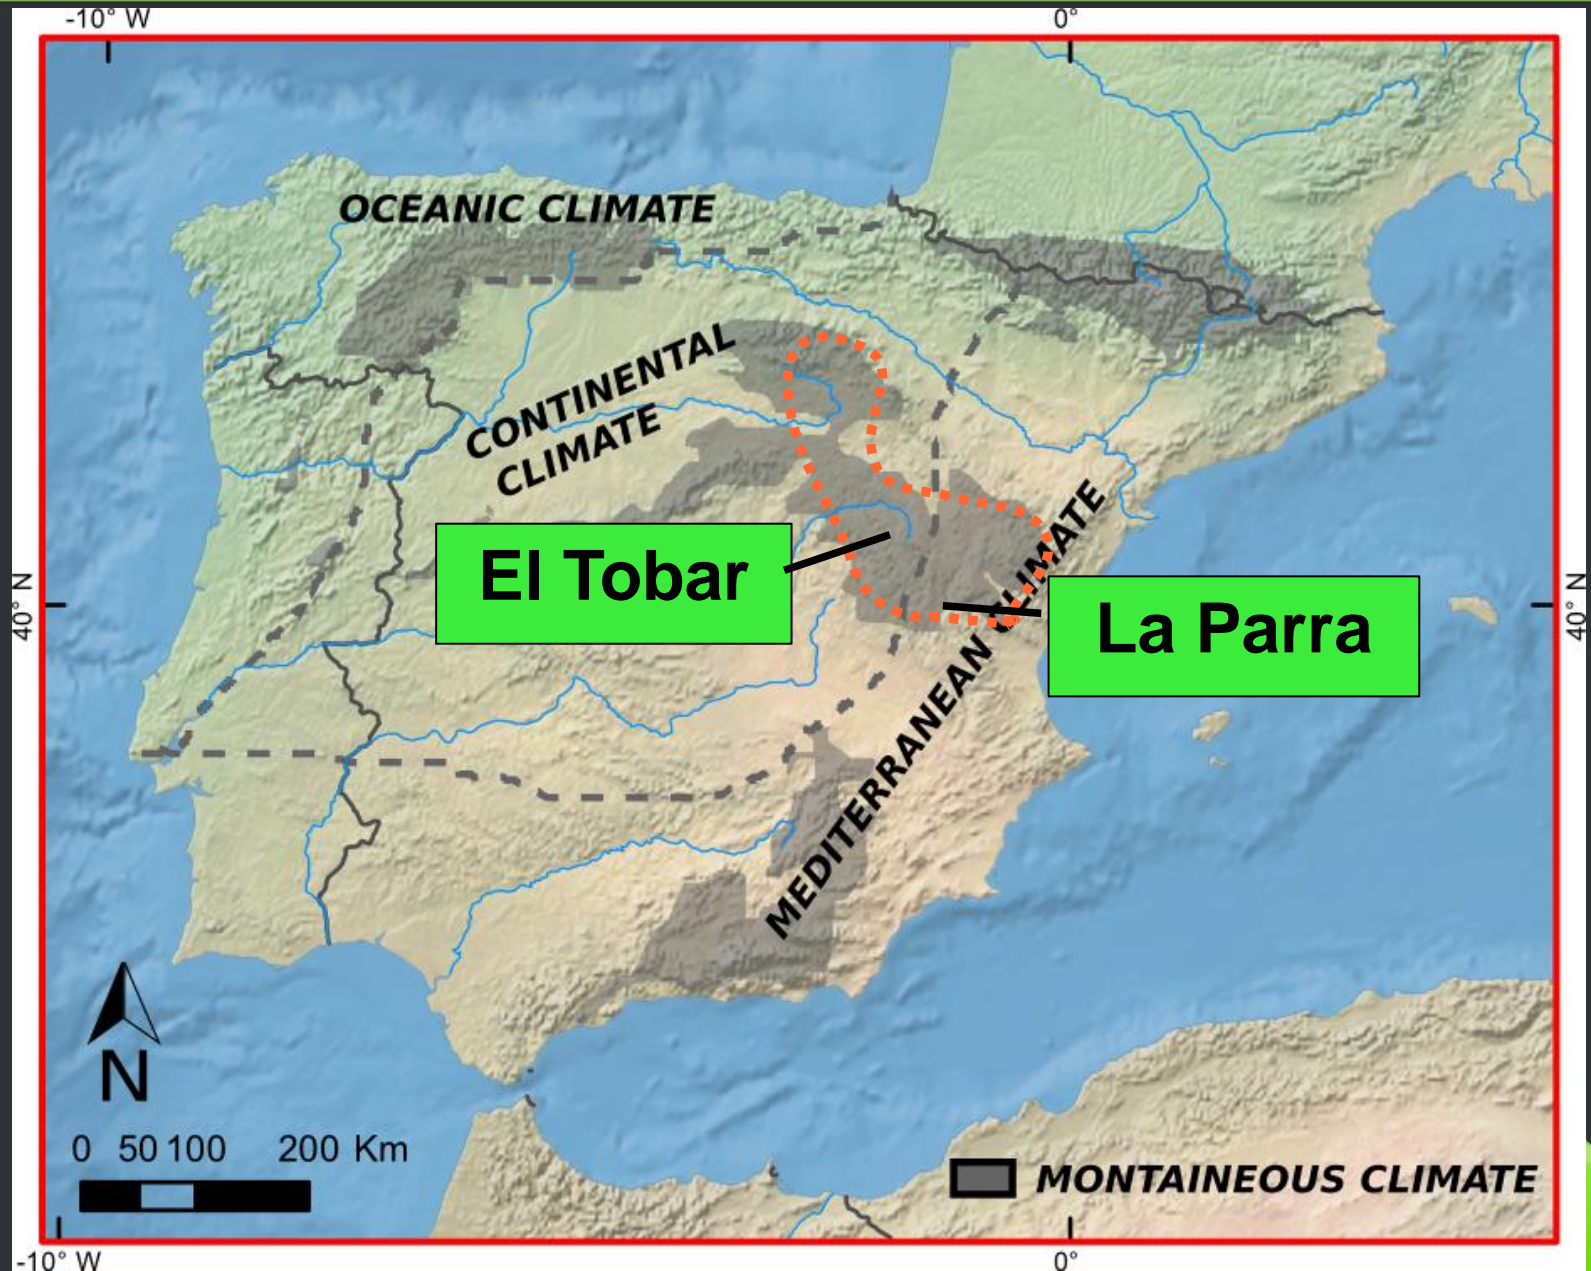 -10° W
0°
OCEANIC CLIMATE
CONTINENTAL
CLIMATE
El Tobar
La Parra
MEDITERRANEAN CLIMATE
40° N
40° N
N
0 50 100 200 Km
MONTAINEOUS CLIMATE
-10° W
0°